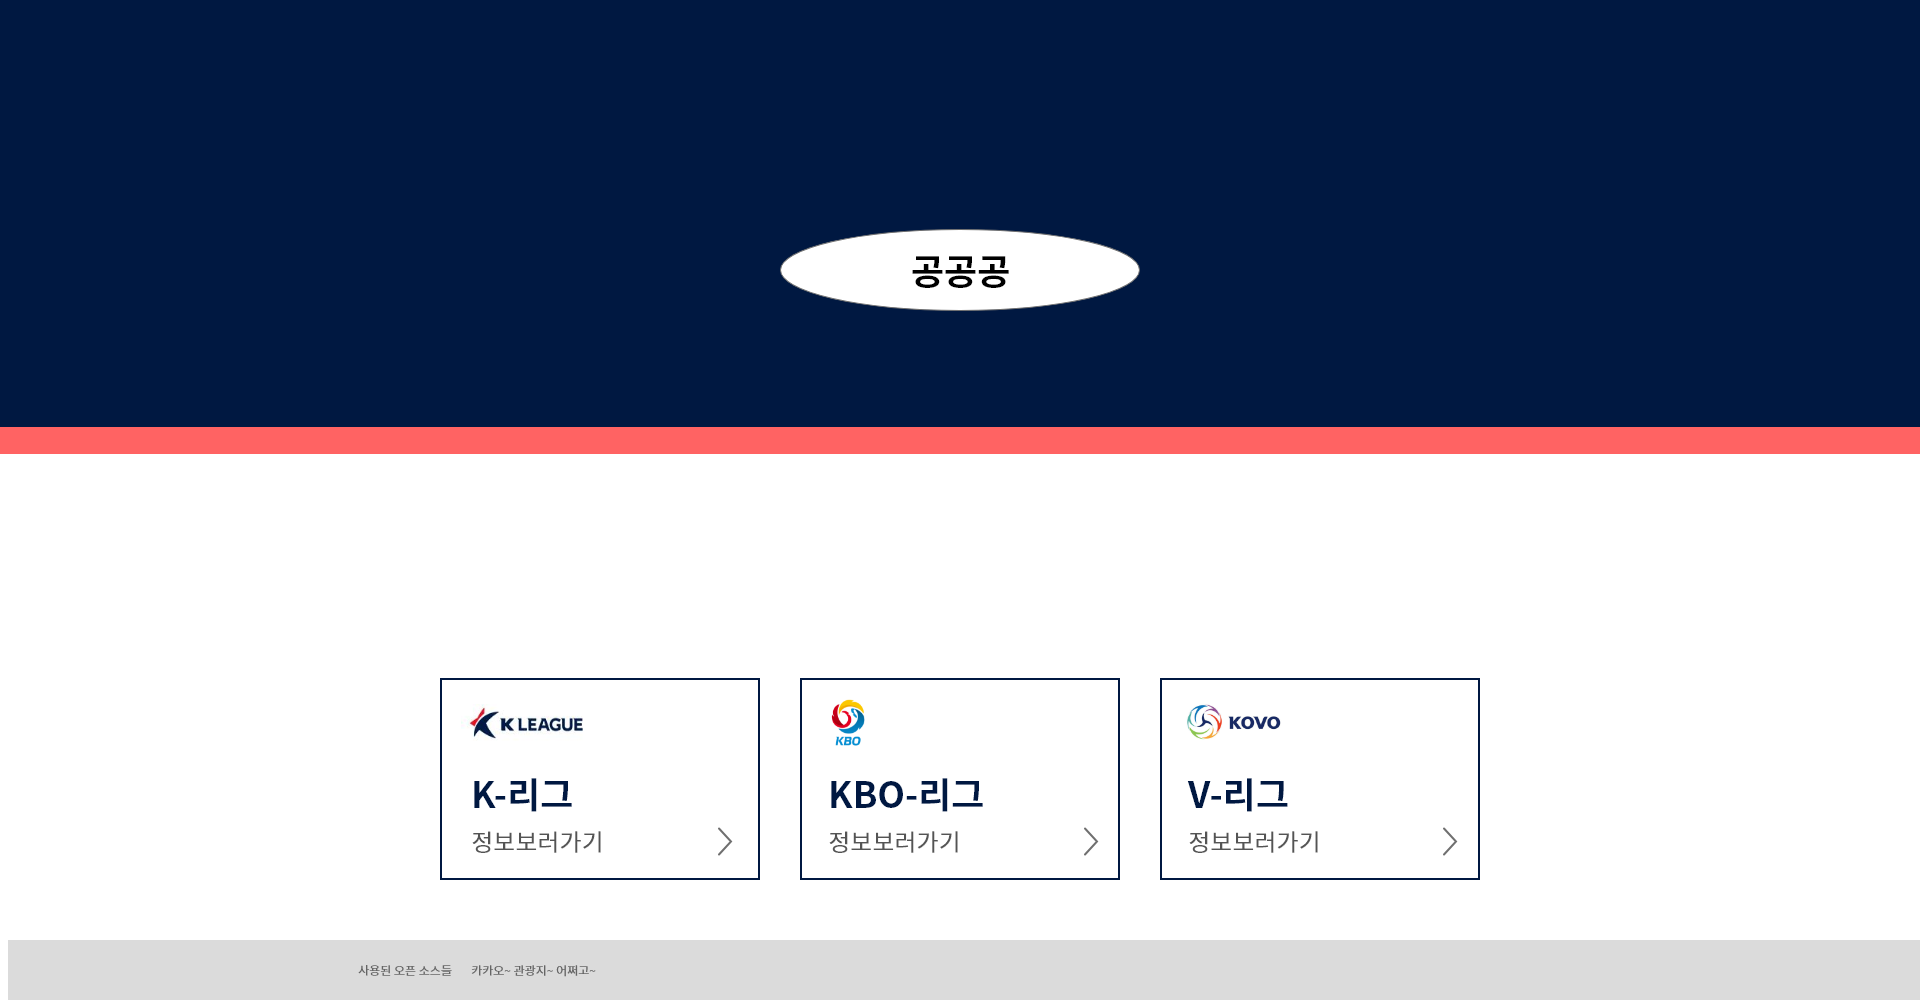 공공공
K LEAGUE
KBO
KOVO
K-리그
KBO-리그
V-리그
정보보러가기
정보보러가기
정보보러가기
사용된 오픈 소스들 카카오~ 관광지~ 어쩌고~